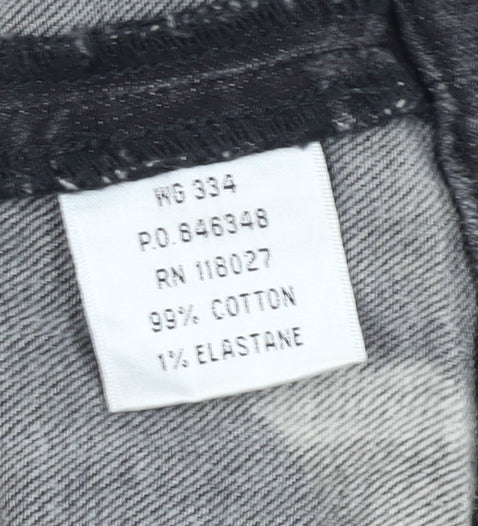 WG 334
P.O. 846348
RN 118027
99% COTTON
1% ELASTANE